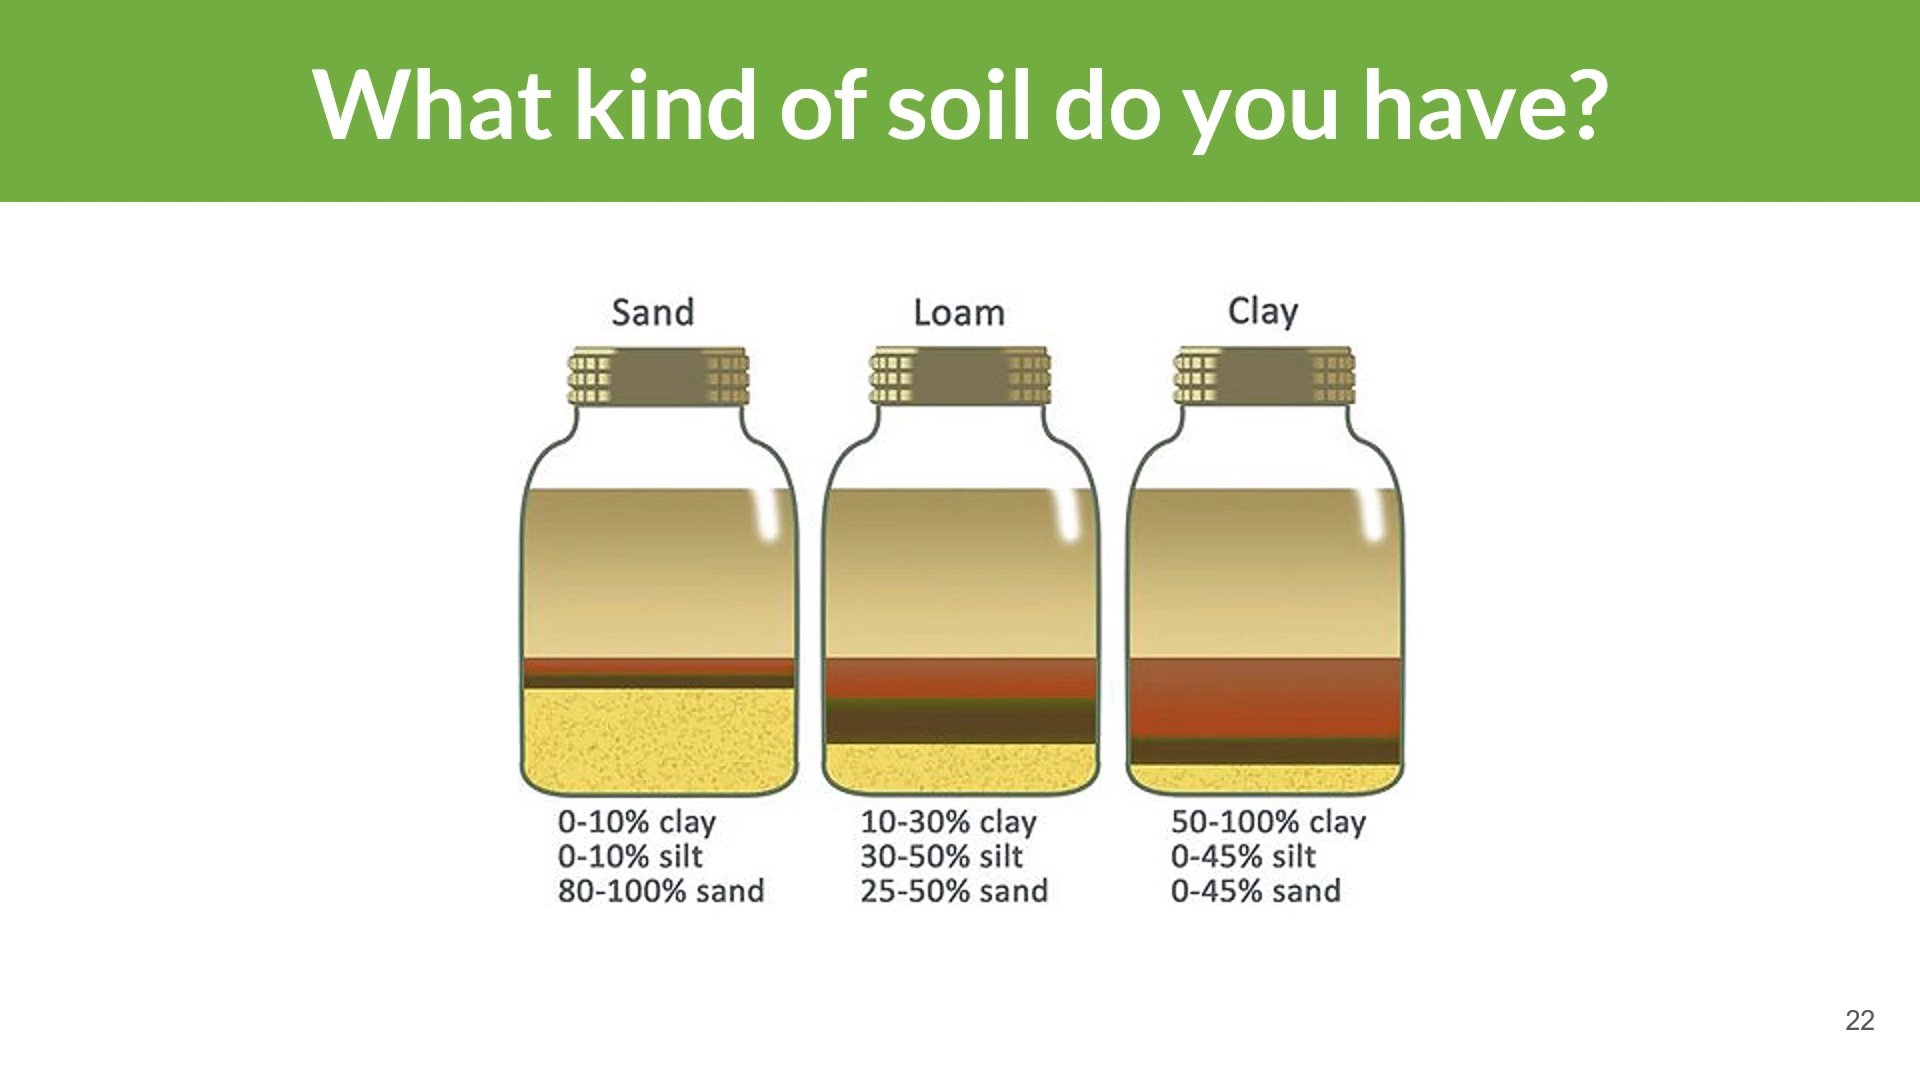 What kind of soil do you have?
Sand
Loam
Clay
0-10% clay
0-10% silt
80-100% sand
10-30% clay
30-50% silt
25-50% sand
50-100% clay
0-45% silt
0-45% sand
22